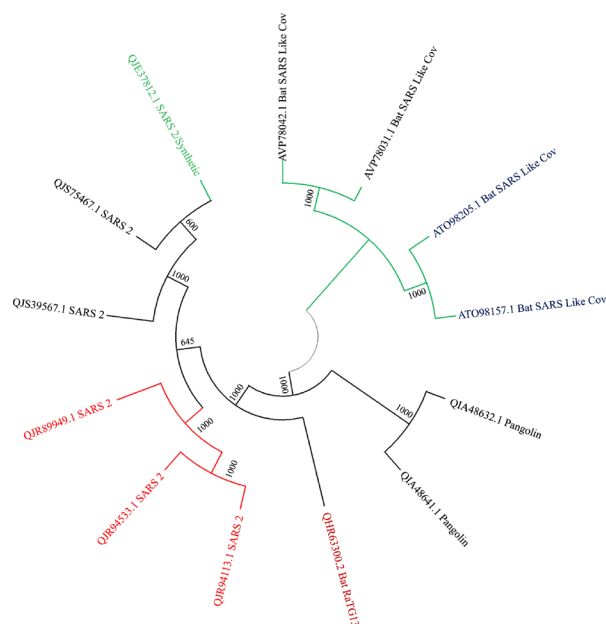 QJE37812.1 SARS 2/Synthetic
AVP78042.1 Bat SARS Like Cov
AVP78031.1 Bat SARS Like Cov
ATO98205.1 Bat SARS Like Cov
ATO98157.1 Bat SARS Like Cov
QIA48632.1 Pangolin
QIA48641.1 Pangolin
QHR63300.2 Bat RaTG13
QJR94113.1 SARS 2
QJR94533.1 SARS 2
QJR89949.1 SARS 2
QJS39567.1 SARS 2
QJS75467.1 SARS 2
600
1000
645
1000
1000
1000
1000
1000
1000
1000